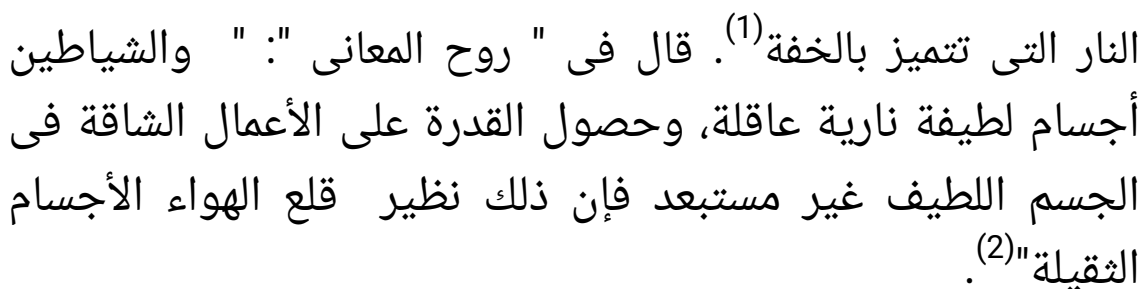 النار التى تتميز بالخفة(1). قال فى " روح المعانى ": " والشياطين
أجسام لطيفة نارية عاقلة، وحصول القدرة على الأعمال الشاقة فى
الجسم اللطيف غير مستبعد فإن ذلك نظير قلع الهواء الأجسام
الثقيلة"(2).